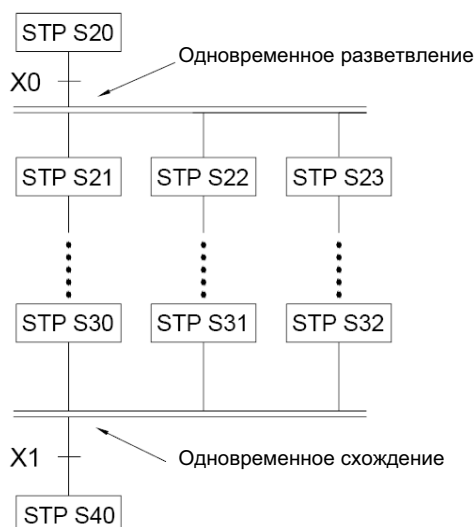 STP S20
Одновременное разветвление
X0
STP S21 STP S22 STP S23
STP S30 STP S31 STP S32
X1
Одновременное схождение
STP S40